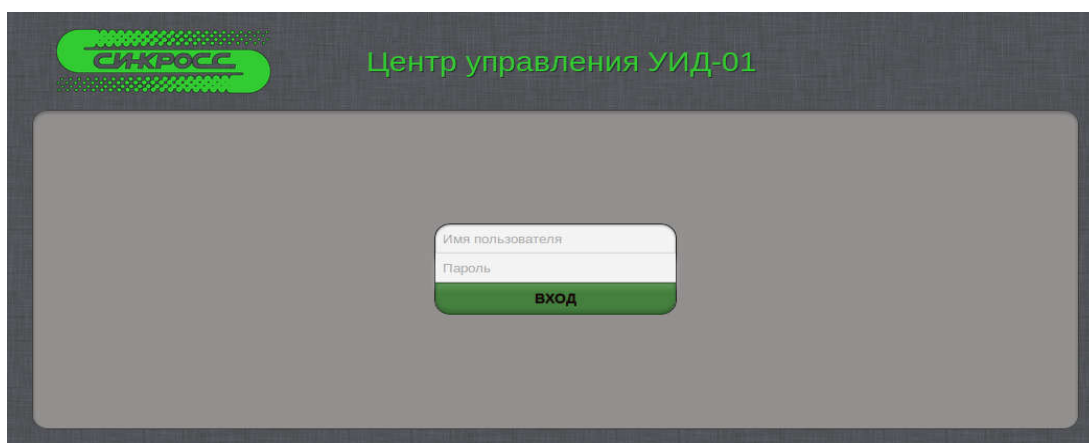 СИНКРОСС
Центр управления УИД-01
Имя пользователя
Пароль
ВХОД